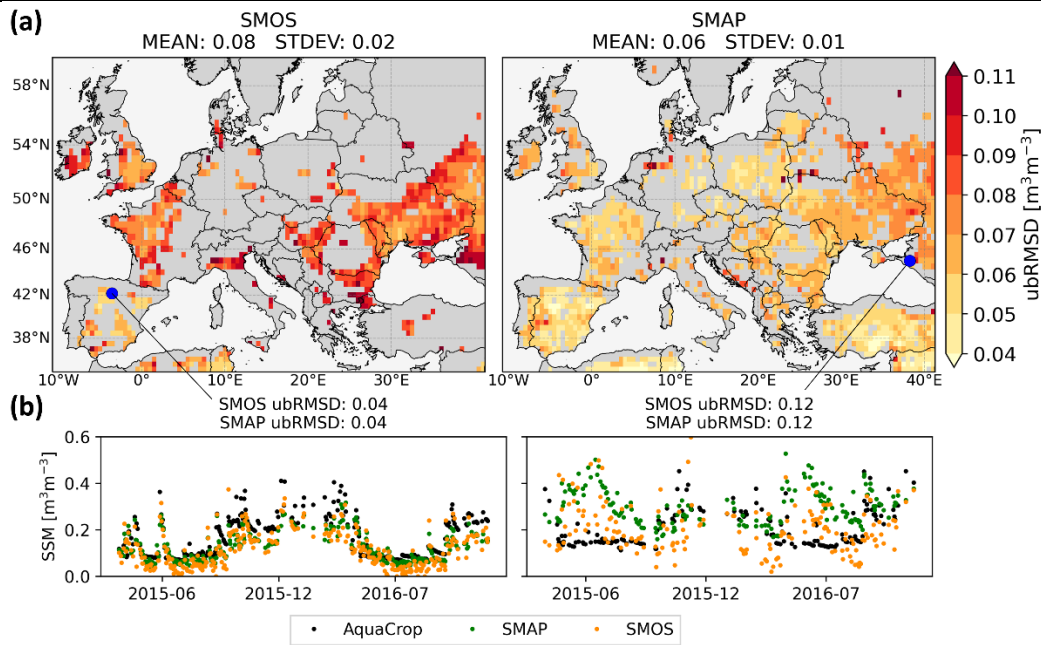 (a)
SMOS
MEAN: 0.08 STDEV: 0.02
SMAP
MEAN: 0.06 STDEV: 0.01
58°N
54°N
50°N
46°N
42°N
38°N
10°W 0° 10°E 20°E 30°E
0° 10°E 20°E 30°E 40°E
0.11
0.10
0.09
0.08
0.07
0.06
0.05
0.04
ubRMSD [m³m⁻³]
(b)
SMOS ubRMSD: 0.04
SMAP ubRMSD: 0.04
SMOS ubRMSD: 0.12
SMAP ubRMSD: 0.12
SSM [m³m⁻³]
0.6
0.4
0.2
0.0
2015-06 2015-12 2016-07
2015-06 2015-12 2016-07
AquaCrop SMAP SMOS